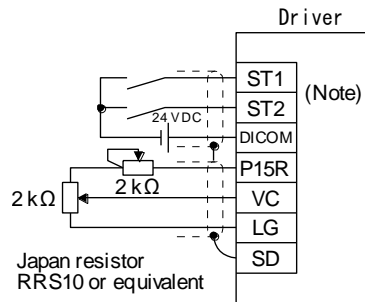 Driver
ST1
ST2
(Note)
24 VDC
DICOM
P15R
2 kΩ
2 kΩ
VC
LG
SD
Japan resistor
RRS10 or equivalent